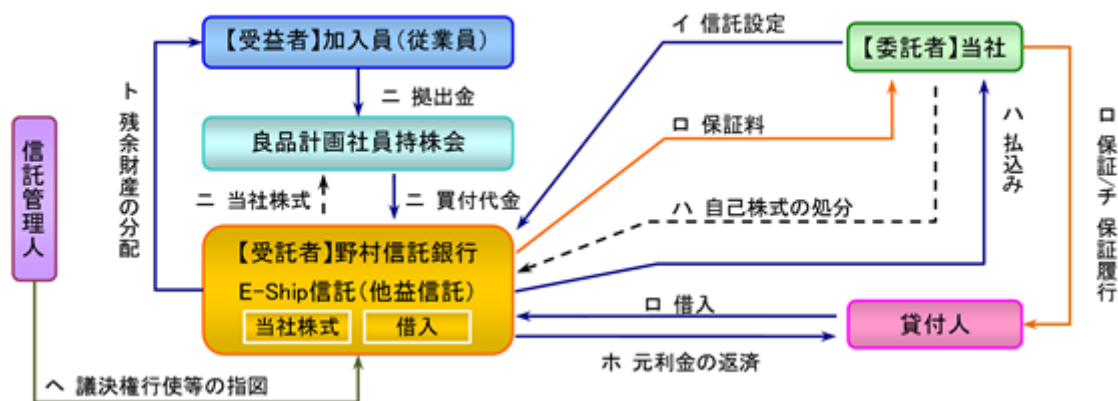 【受益者】加入員（従業員）
イ 信託設定
【委託者】当社
ニ 拠出金
ロ 保証料
ハ 払込み
ロ 保証/チ 保証履行
ト 残余財産の分配
信託管理人
良品計画社員持株会
ニ 当社株式
ニ 買付代金
ハ 自己株式の処分
【受託者】野村信託銀行
E-Ship信託（他益信託）
当社株式
借入
ロ 借入
貸付人
ホ 元利金の返済
ヘ 議決権行使等の指図